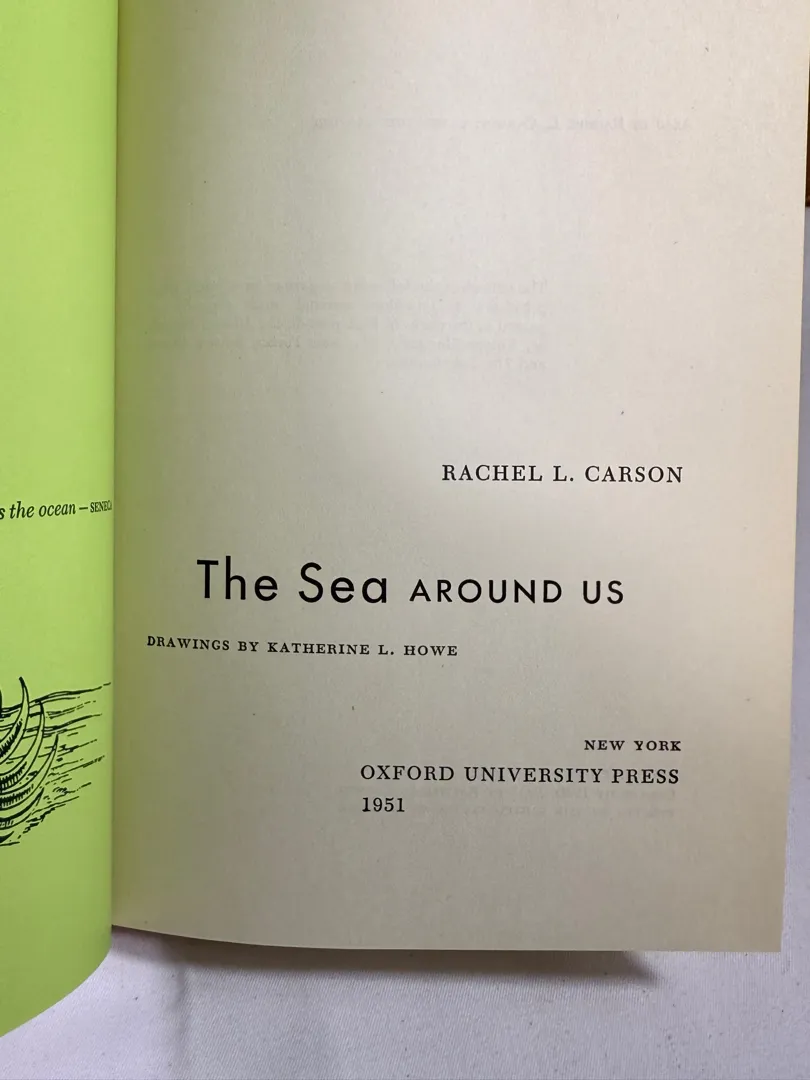 s the ocean — SENECA
RACHEL L. CARSON
The Sea AROUND US
DRAWINGS BY KATHERINE L. HOWE
NEW YORK
OXFORD UNIVERSITY PRESS
1951